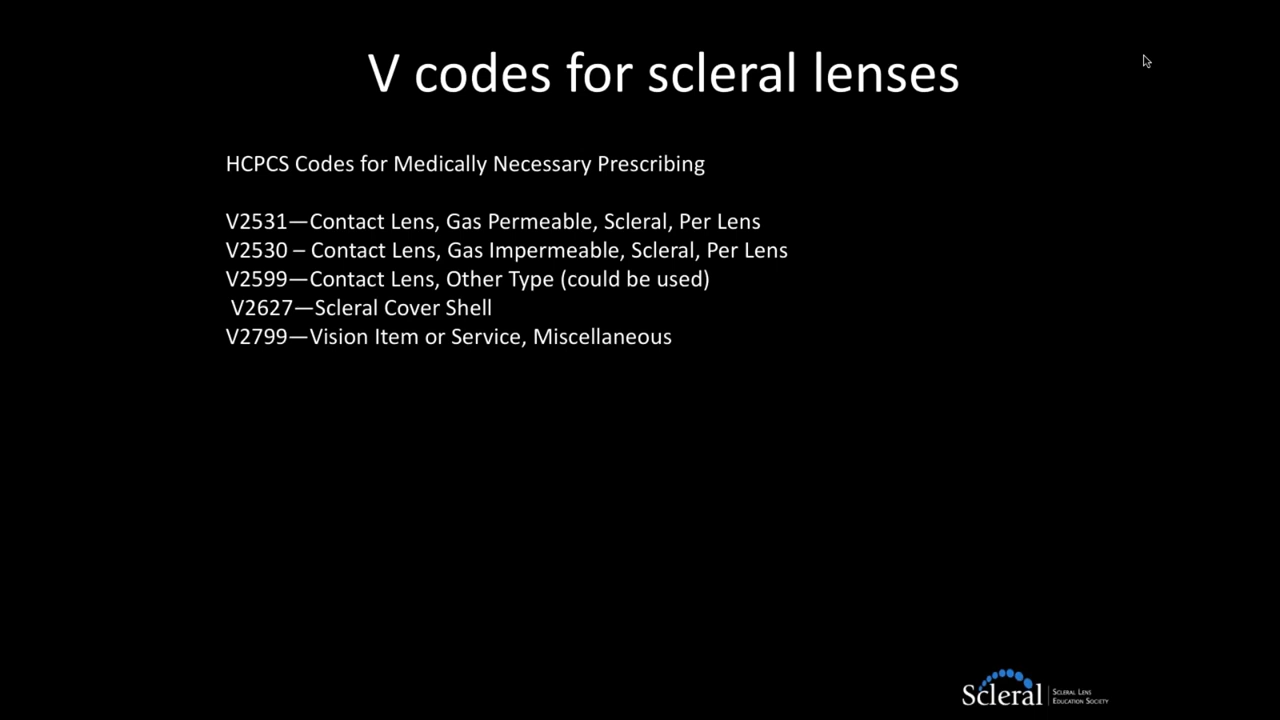 V codes for scleral lenses
HCPCS Codes for Medically Necessary Prescribing
V2531—Contact Lens, Gas Permeable, Scleral, Per Lens
V2530 – Contact Lens, Gas Impermeable, Scleral, Per Lens
V2599—Contact Lens, Other Type (could be used)
V2627—Scleral Cover Shell
V2799—Vision Item or Service, Miscellaneous
Scleral
Scleral Lens
Education Society